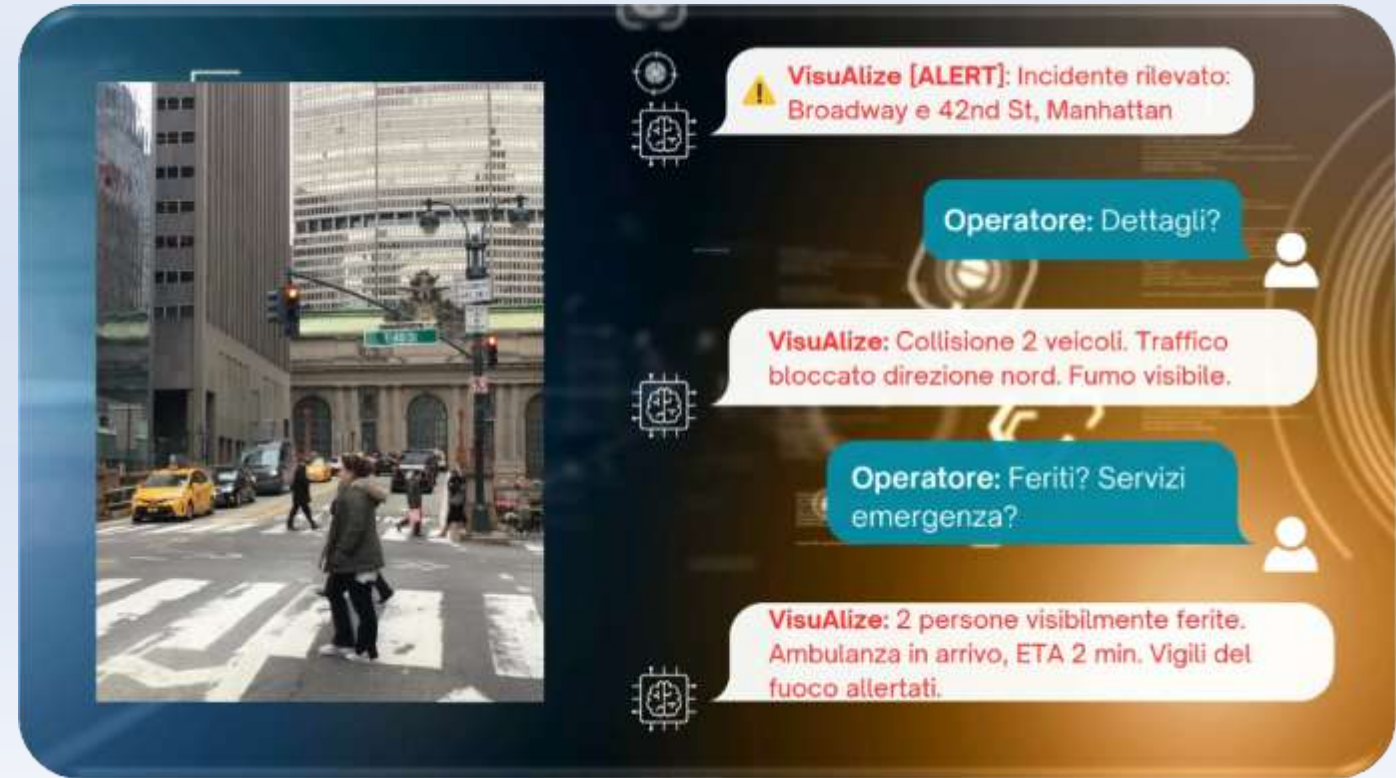 VisuAlize [ALERT]: Incidente rilevato:
Broadway e 42nd St, Manhattan
Operatore: Dettagli?
VisuAlize: Collisione 2 veicoli. Traffico
bloccato direzione nord. Fumo visibile.
Operatore: Feriti? Servizi
emergenza?
VisuAlize: 2 persone visibilmente ferite.
Ambulanza in arrivo, ETA 2 min. Vigili del
fuoco allertati.